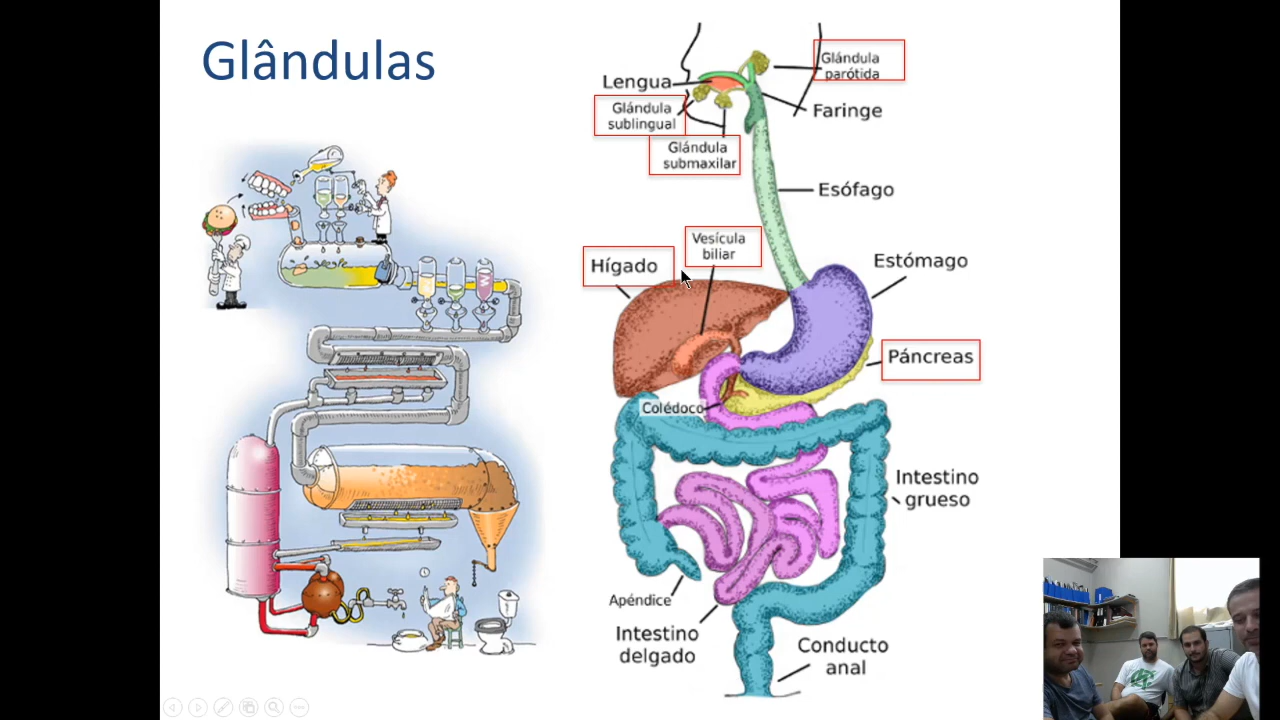 Glândulas
Glándula
parótida
Lengua
Glándula
sublingual
Faringe
Glándula
submaxilar
Esófago
Vesícula
biliar
Hígado
Estómago
Páncreas
Colédoco
Intestino
grueso
Apéndice
Intestino
delgado
Conducto
anal